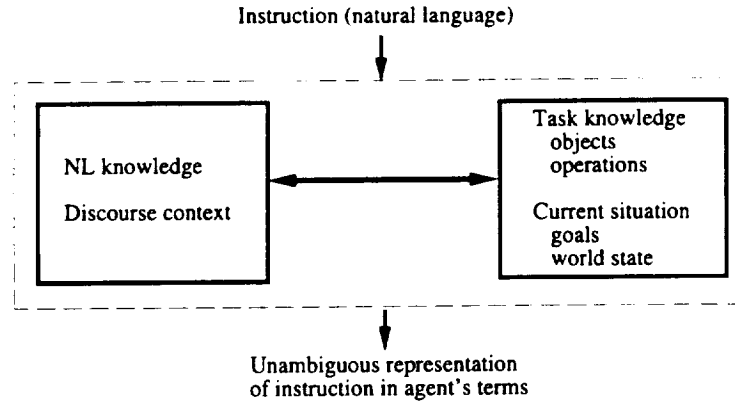 Instruction (natural language)
NL knowledge
Discourse context
Task knowledge
objects
operations
Current situation
goals
world state
Unambiguous representation
of instruction in agent's terms